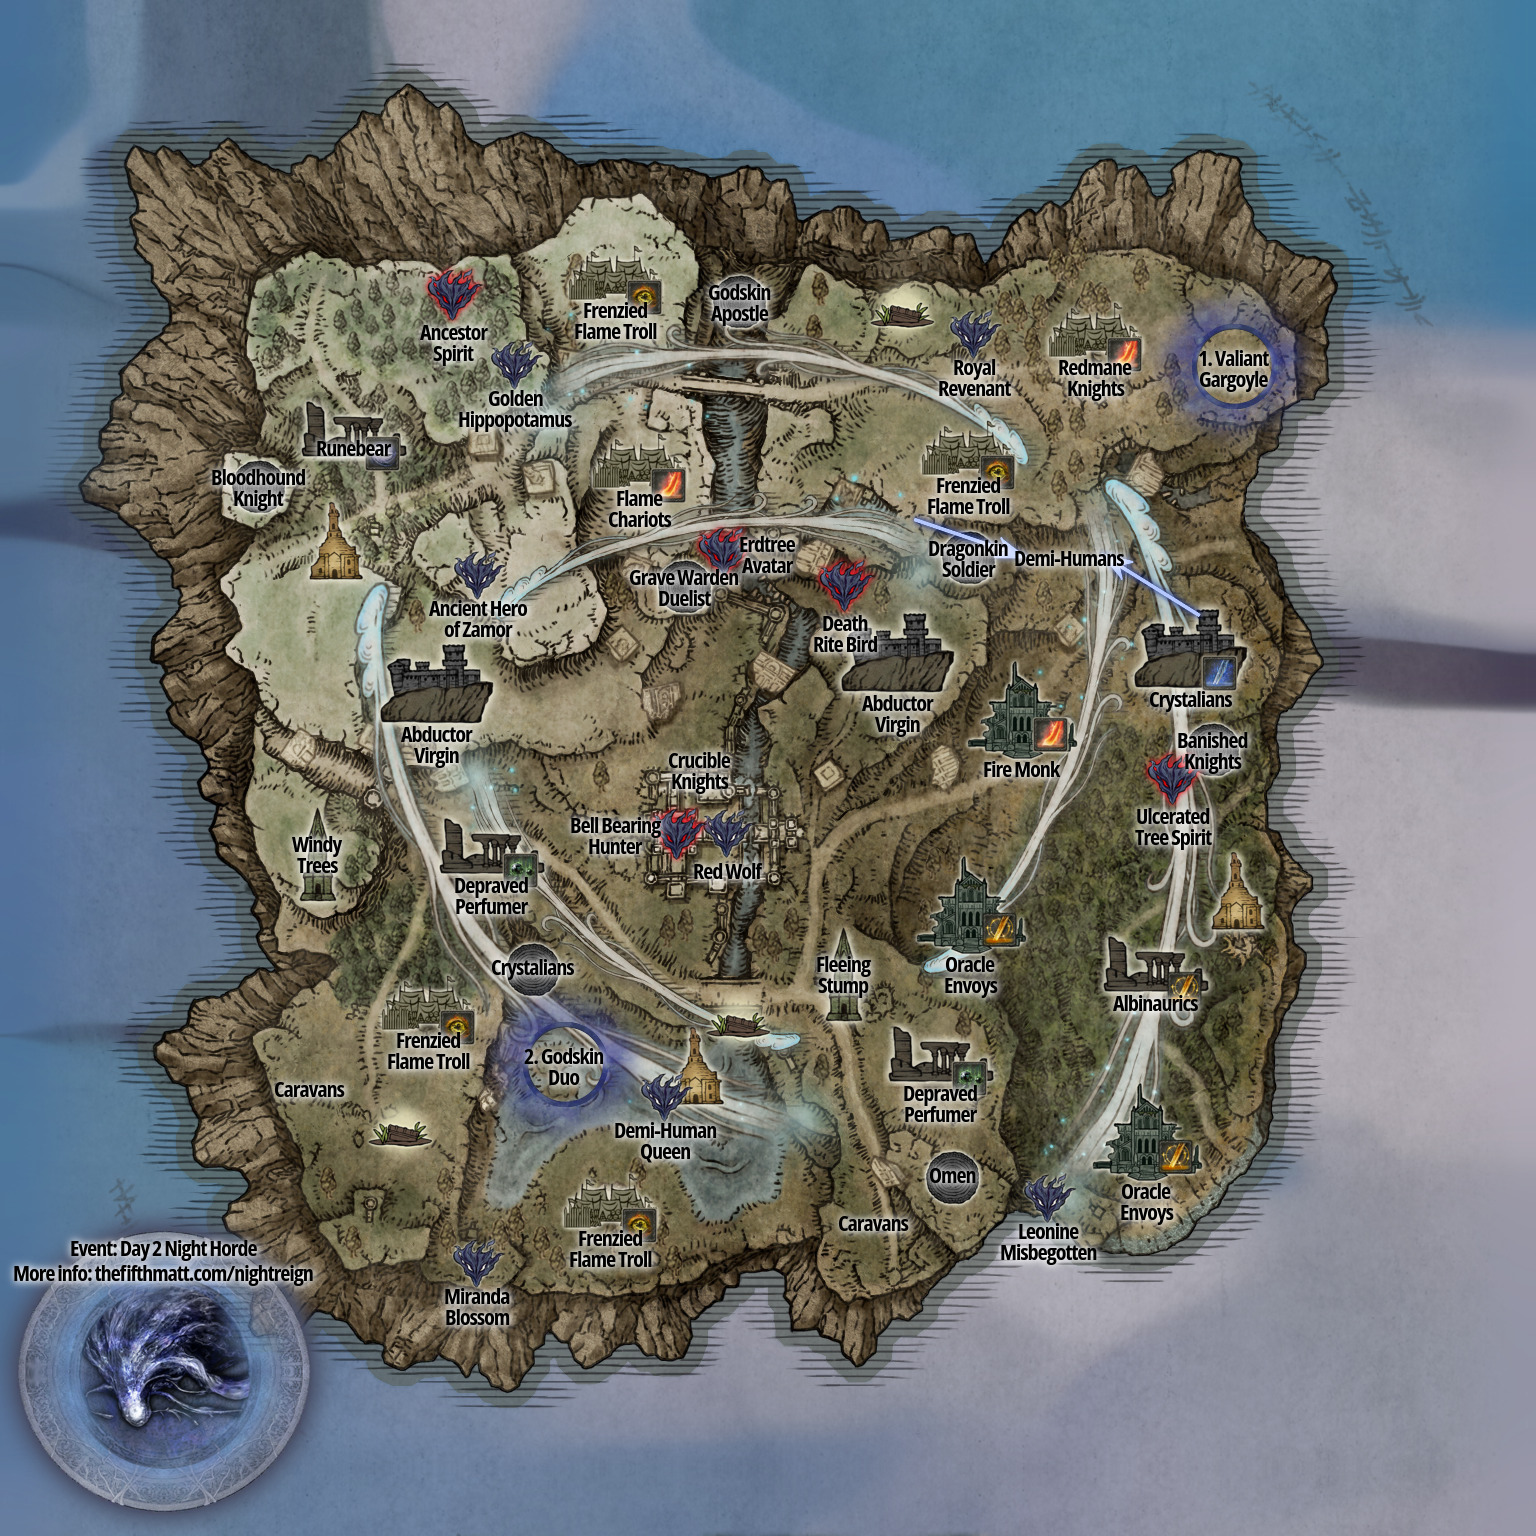 Ancestor
Spirit
Frenzied
Flame Troll
Godskin
Apostle
Golden
Hippopotamus
Royal
Revenant
Redmane
Knights
1. Valiant
Gargoyle
Runebear
Bloodhound
Knight
Flame
Chariots
Frenzied
Flame Troll
Erdtree
Avatar
Grave Warden
Duelist
Dragonkin
Soldier
Demi-Humans
Ancient Hero
of Zamor
Death
Rite Bird
Abductor
Virgin
Abductor
Virgin
Crystalians
Banished
Knights
Fire Monk
Crucible
Knights
Bell Bearing
Hunter
Red Wolf
Ulcerated
Tree Spirit
Windy
Trees
Depraved
Perfumer
Crystalians
Fleeing
Stump
Oracle
Envoys
Albinaurics
Frenzied
Flame Troll
2. Godskin
Duo
Caravans
Demi-Human
Queen
Depraved
Perfumer
Omen
Caravans
Oracle
Envoys
Leonine
Misbegotten
Frenzied
Flame Troll
Miranda
Blossom
Event: Day 2 Night Horde
More info: thefifthmatt.com/nightreign